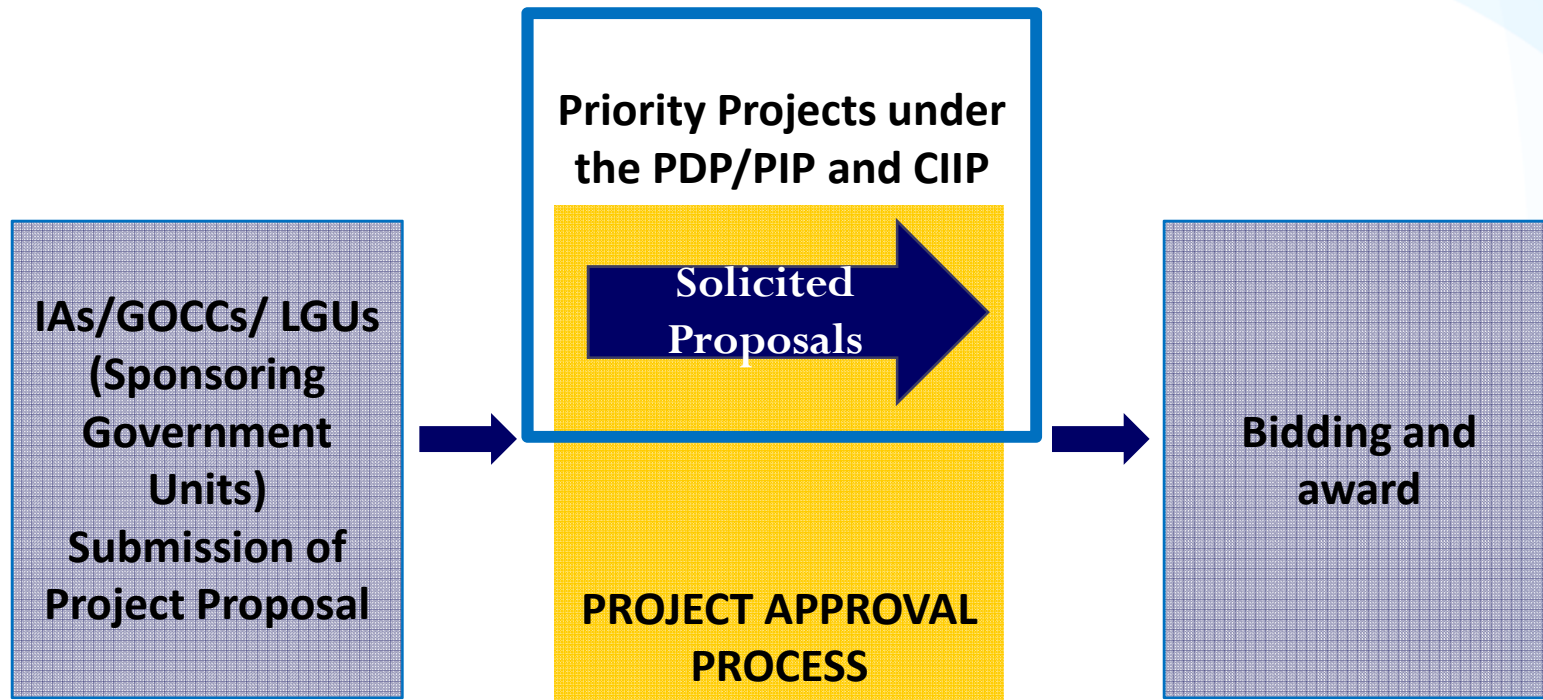 IAs/GOCCs/ LGUs
(Sponsoring
Government
Units)
Submission of
Project Proposal
Priority Projects under
the PDP/PIP and CIIP
Solicited
Proposals
PROJECT APPROVAL
PROCESS
Bidding and
award